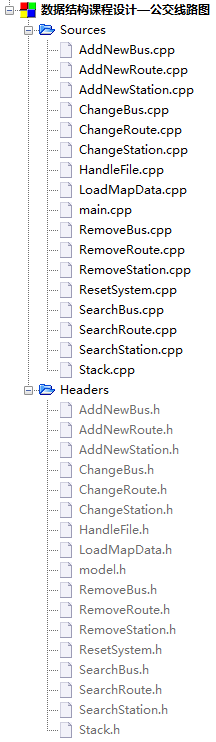 数据结构课程设计—公交线路图
Sources
AddNewBus.cpp
AddNewRoute.cpp
AddNewStation.cpp
ChangeBus.cpp
ChangeRoute.cpp
ChangeStation.cpp
HandleFile.cpp
LoadMapData.cpp
main.cpp
RemoveBus.cpp
RemoveRoute.cpp
RemoveStation.cpp
ResetSystem.cpp
SearchBus.cpp
SearchRoute.cpp
SearchStation.cpp
Stack.cpp
Headers
AddNewBus.h
AddNewRoute.h
AddNewStation.h
ChangeBus.h
ChangeRoute.h
ChangeStation.h
HandleFile.h
LoadMapData.h
model.h
RemoveBus.h
RemoveRoute.h
RemoveStation.h
ResetSystem.h
SearchBus.h
SearchRoute.h
SearchStation.h
Stack.h